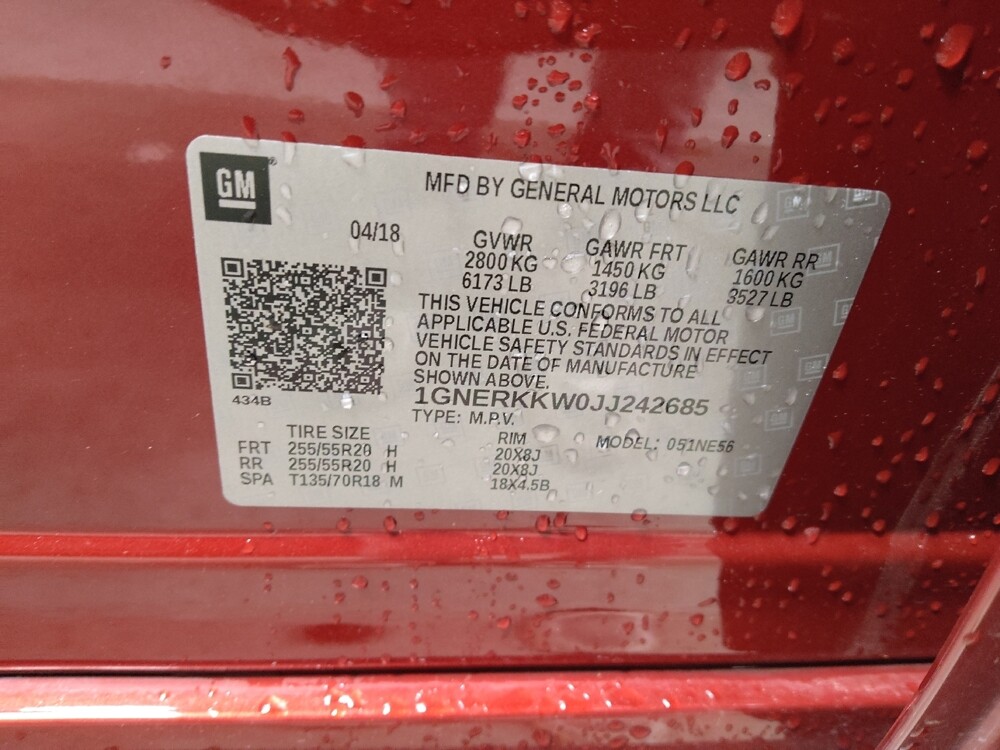 GM
MFD BY GENERAL MOTORS LLC
04/18
GVWR GAWR FRT GAWR RR
2800 KG 1450 KG 1600 KG
6173 LB 3196 LB 3527 LB
THIS VEHICLE CONFORMS TO ALL
APPLICABLE U.S. FEDERAL MOTOR
VEHICLE SAFETY STANDARDS IN EFFECT
ON THE DATE OF MANUFACTURE
SHOWN ABOVE.
434B
1GNERKKW0JJ242685
TYPE: M.P.V.
TIRE SIZE RIM MODEL: 051NE56
FRT 255/55R20 H 20X8J
RR 255/55R20 H 20X8J
SPA T135/70R18 M 18X4.5B